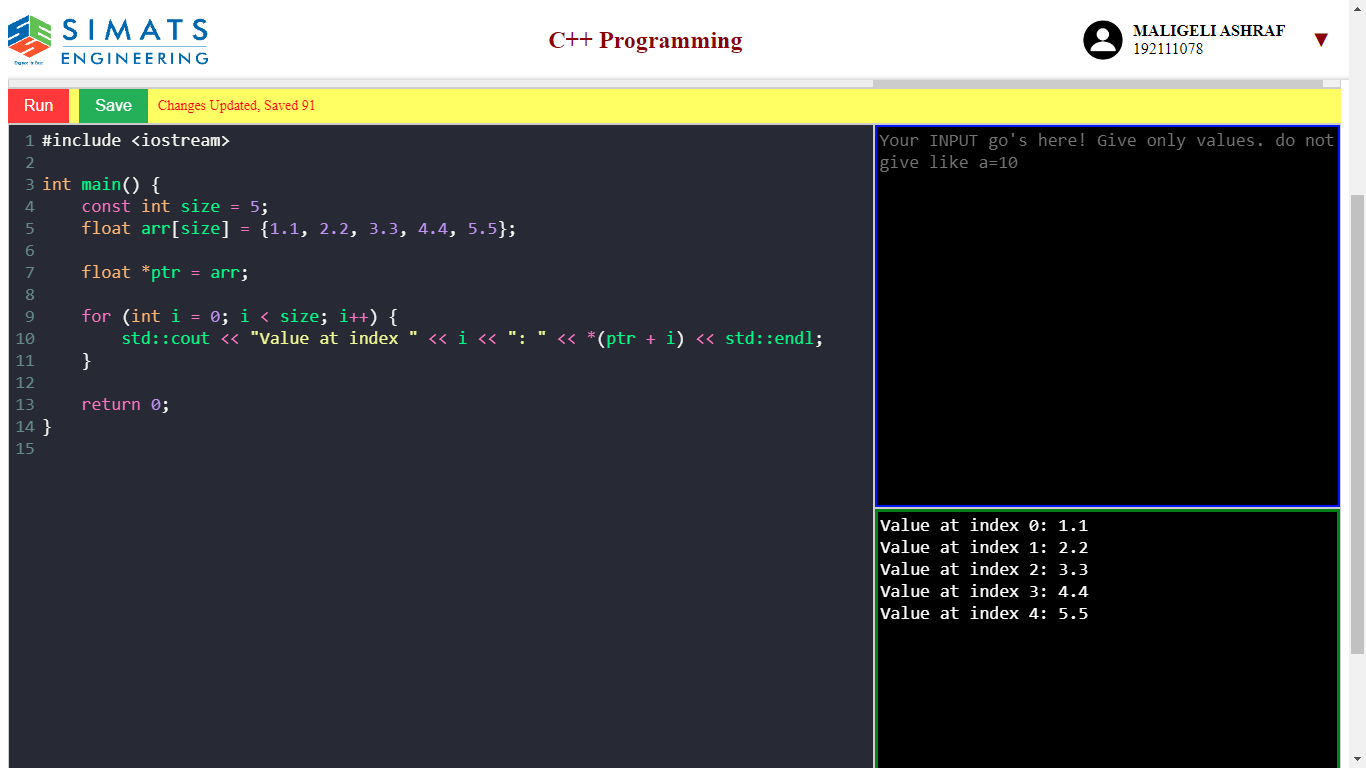 SIMATS
ENGINEERING
C++ Programming
MALIGELI ASHRAF
192111078
▼
Run
Save
Changes Updated, Saved 91
1 #include <iostream>
2
3 int main() {
4     const int size = 5;
5     float arr[size] = {1.1, 2.2, 3.3, 4.4, 5.5};
6
7     float *ptr = arr;
8
9     for (int i = 0; i < size; i++) {
10         std::cout << "Value at index " << i << ": " << *(ptr + i) << std::endl;
11     }
12
13     return 0;
14 }
15
Your INPUT go's here! Give only values. do not
give like a=10
Value at index 0: 1.1
Value at index 1: 2.2
Value at index 2: 3.3
Value at index 3: 4.4
Value at index 4: 5.5